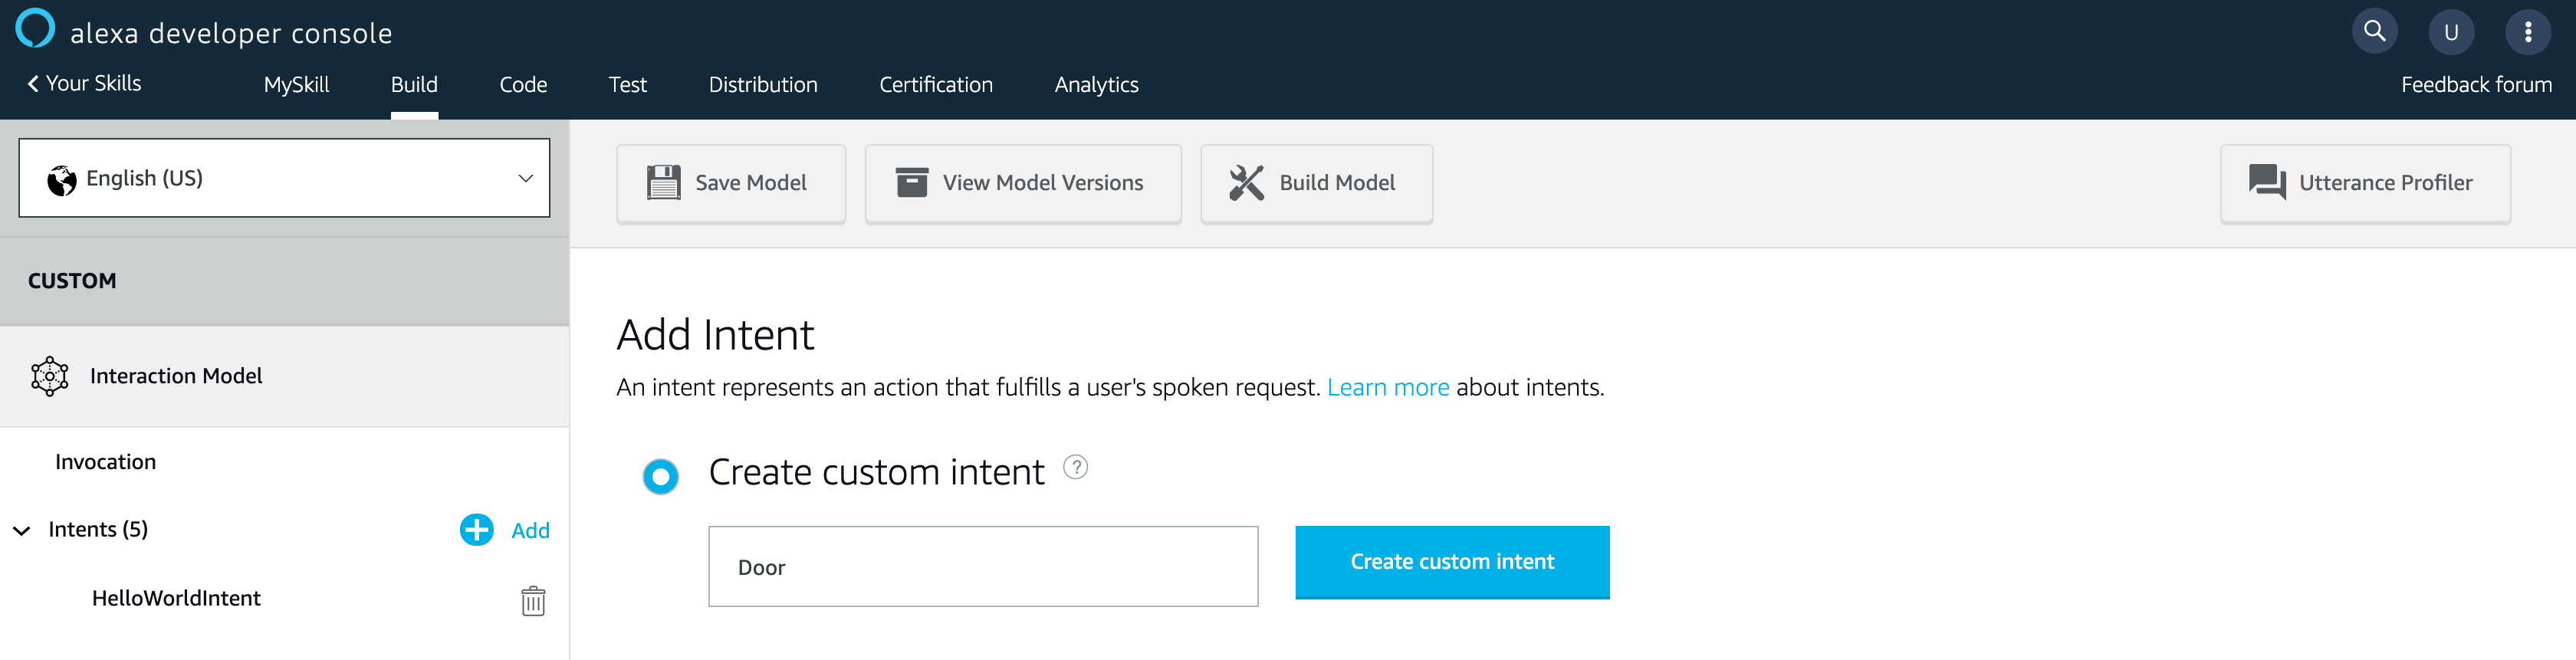 alexa developer console
U
Your Skills
MySkill
Build
Code
Test
Distribution
Certification
Analytics
Feedback forum
English (US)
Save Model
View Model Versions
Build Model
Utterance Profiler
CUSTOM
Interaction Model
Invocation
Intents (5)
Add
HelloWorldIntent
Add Intent
An intent represents an action that fulfills a user's spoken request. Learn more about intents.
Create custom intent ?
Door
Create custom intent